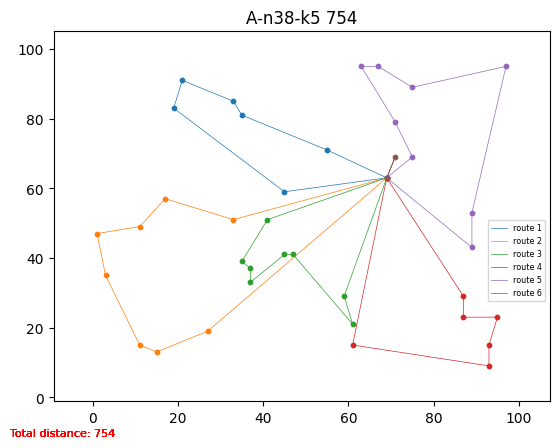 A-n38-k5 754
100
80
60
40
20
0
route 1
route 2
route 3
route 4
route 5
route 6
0 20 40 60 80 100
Total distance: 754